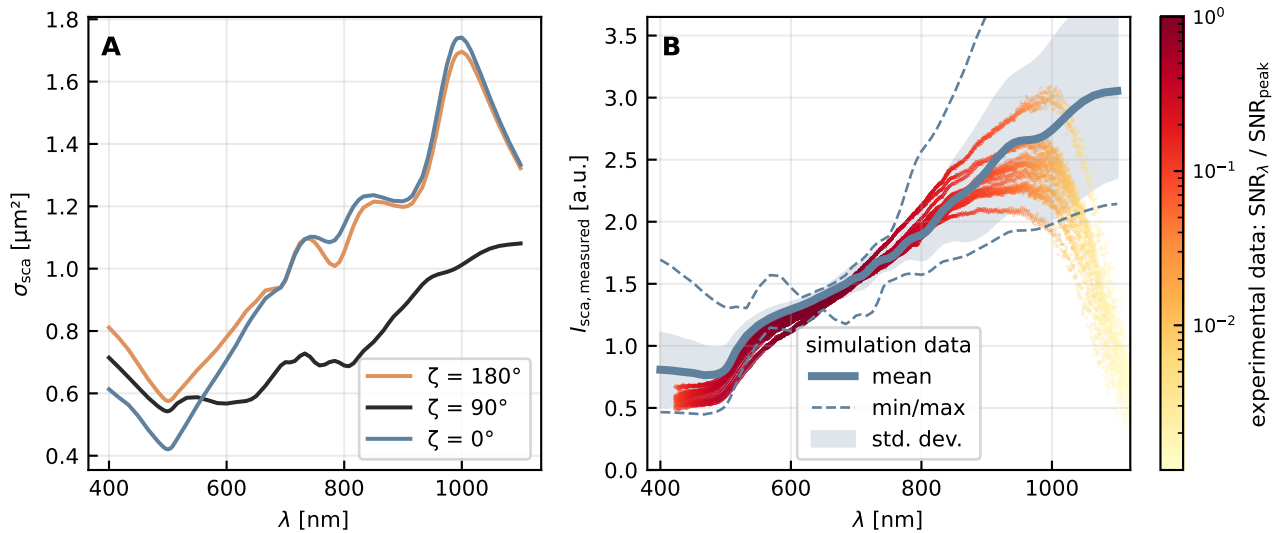 A
1.8
1.6
1.4
1.2
1.0
0.8
0.6
0.4
σsca [µm²]
400
600
800
1000
λ [nm]
ζ = 180°
ζ = 90°
ζ = 0°
B
3.5
3.0
2.5
2.0
1.5
1.0
0.5
0.0
Isca, measured [a.u.]
400
600
800
1000
λ [nm]
simulation data
mean
min/max
std. dev.
10⁰
10⁻¹
10⁻²
experimental data: SNRλ / SNRpeak